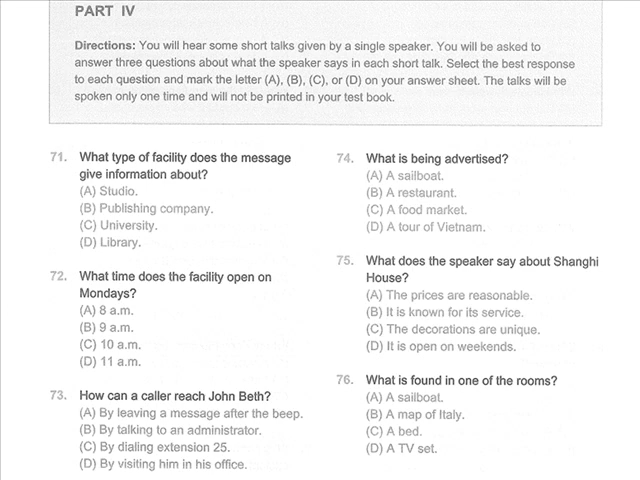 PART IV
Directions: You will hear some short talks given by a single speaker. You will be asked to
answer three questions about what the speaker says in each short talk. Select the best response
to each question and mark the letter (A), (B), (C), or (D) on your answer sheet. The talks will be
spoken only one time and will not be printed in your test book.
71. What type of facility does the message
give information about?
(A) Studio.
(B) Publishing company.
(C) University.
(D) Library.
72. What time does the facility open on
Mondays?
(A) 8 a.m.
(B) 9 a.m.
(C) 10 a.m.
(D) 11 a.m.
73. How can a caller reach John Beth?
(A) By leaving a message after the beep.
(B) By talking to an administrator.
(C) By dialing extension 25.
(D) By visiting him in his office.
74. What is being advertised?
(A) A sailboat.
(B) A restaurant.
(C) A food market.
(D) A tour of Vietnam.
75. What does the speaker say about Shanghi
House?
(A) The prices are reasonable.
(B) It is known for its service.
(C) The decorations are unique.
(D) It is open on weekends.
76. What is found in one of the rooms?
(A) A sailboat.
(B) A map of Italy.
(C) A bed.
(D) A TV set.